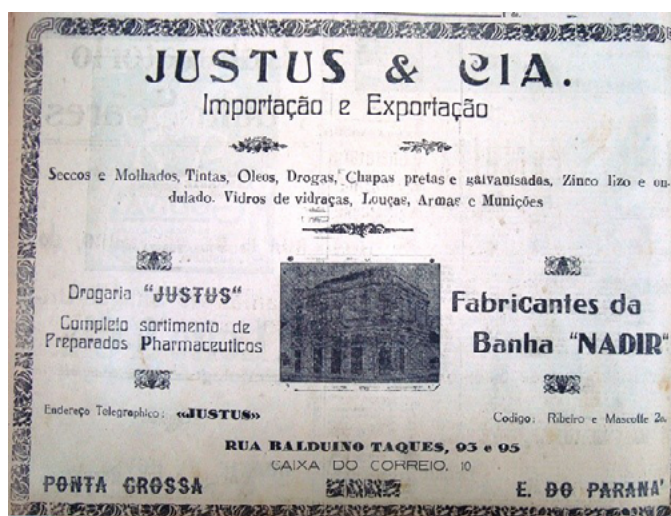 JUSTUS & CIA.
Importação e Exportação
Seccos e Molhados, Tintas, Oleos, Drogas, Chapas pretas e galvanisadas, Zinco lizo e on-
dulado. Vidros de vidraças, Louças, Armas e Munições
Drogaria "JUSTUS"
Completo sortimento de
Preparados Pharmaceuticos
Fabricantes da
Banha "NADIR"
Endereço Telegraphico: «JUSTUS»
Codigo: Ribeiro e Mascotte 2a.
RUA BALDUINO TAQUES, 93 e 95
CAIXA DO CORREIO, 10
PONTA GROSSA
E. DO PARANA'